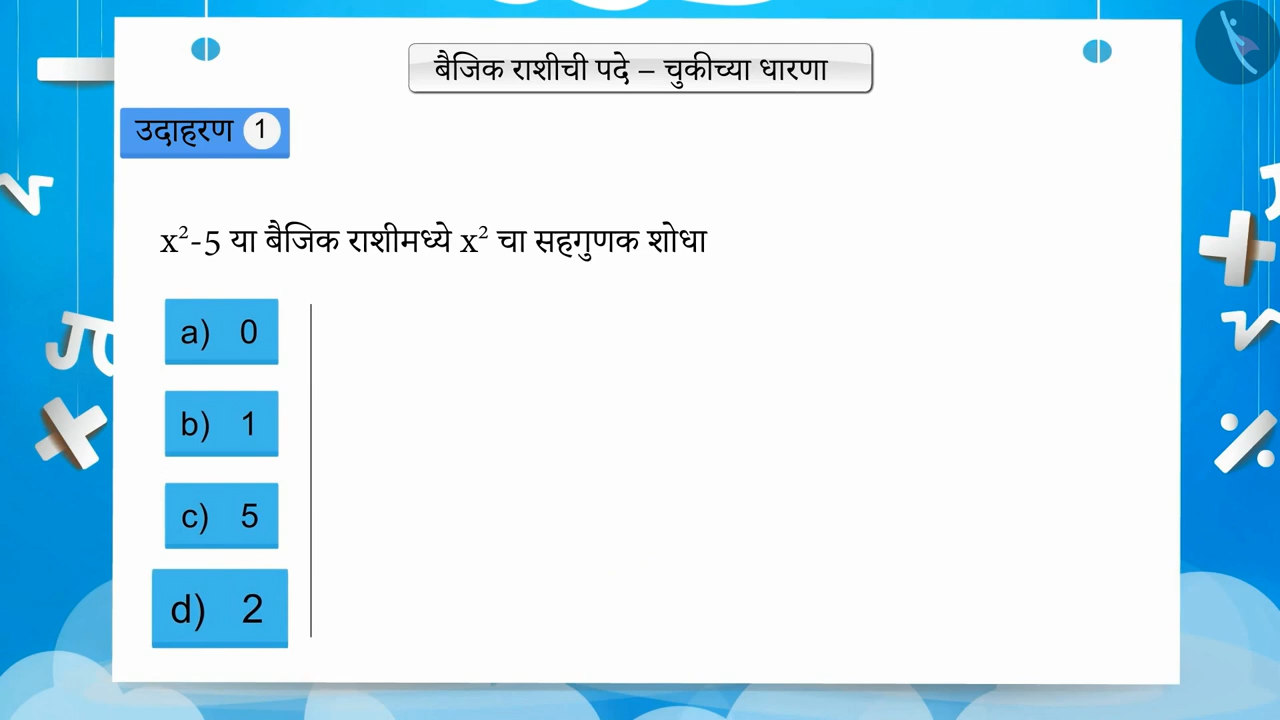 बैजिक राशीची पदे – चुकीच्या धारणा
उदाहरण 1
x²-5 या बैजिक राशीमध्ये x² चा सहगुणक शोधा
a) 0
b) 1
c) 5
d) 2